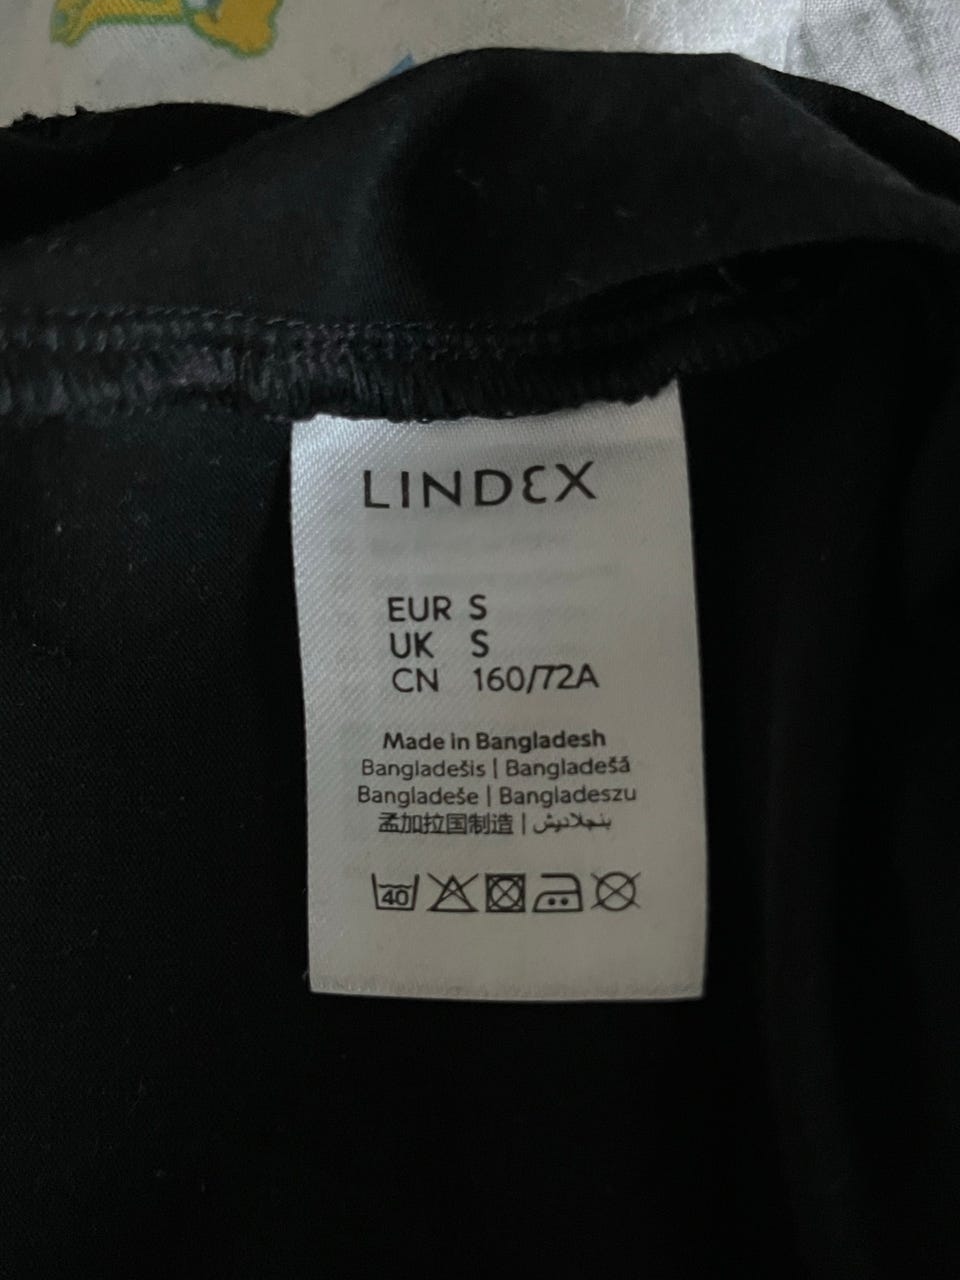 LINDEX
EUR S
UK S
CN 160/72A
Made in Bangladesh
Bangladešis | Bangladešā
Bangladeše | Bangladeszu
孟加拉国制造 | بنجلاديش
40